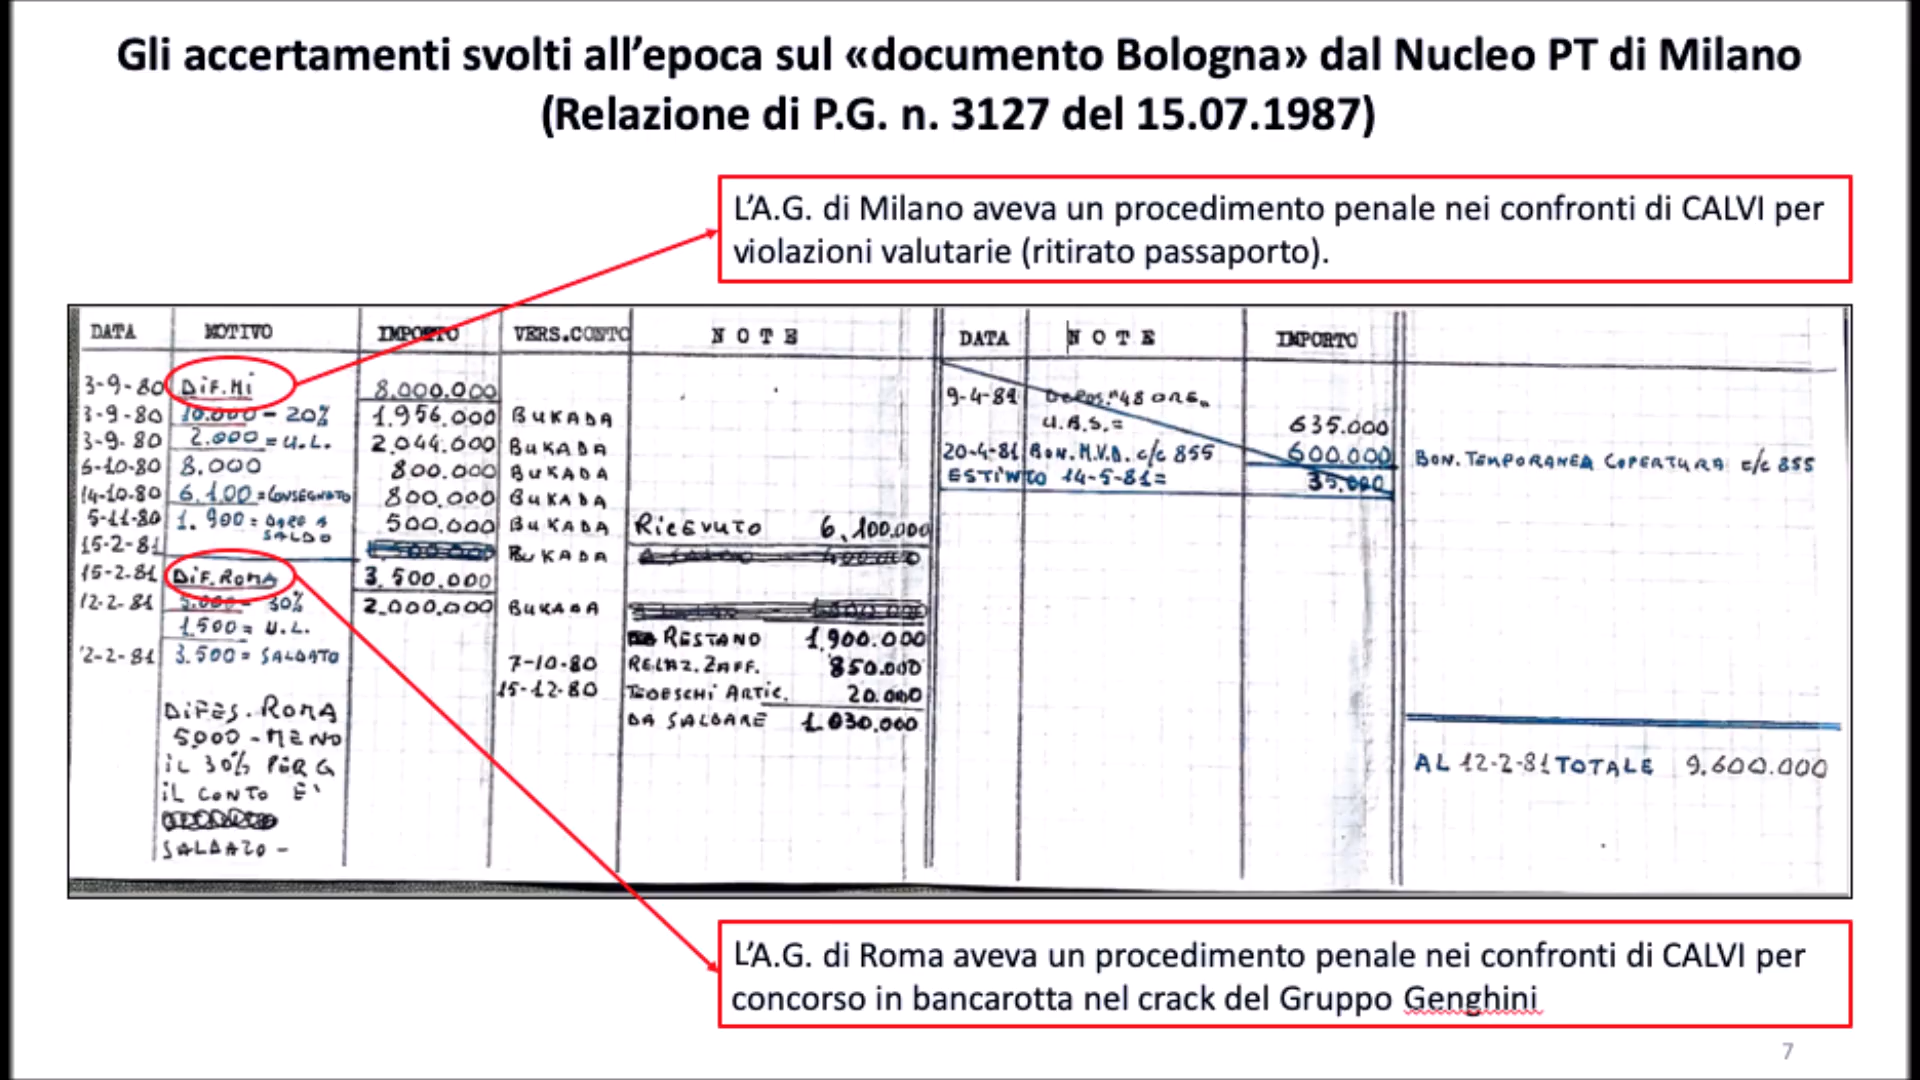 Gli accertamenti svolti all'epoca sul «documento Bologna» dal Nucleo PT di Milano
(Relazione di P.G. n. 3127 del 15.07.1987)
L'A.G. di Milano aveva un procedimento penale nei confronti di CALVI per
violazioni valutarie (ritirato passaporto).
DATA MOTIVO IMPORTO VERS.CONTO NOTE DATA NOTE IMPORTO
3-9-80 DIF.MI 8.000.000
3-9-80 10.000 - 20% 1.956.000 BUKADA
3-9-80 2.000 = U.L. 2.044.000 BUKADA
6-10-80 8.000 800.000 BUKADA
14-10-80 6.100 = CONSEGNATO 800.000 BUKADA
5-11-80 1.900 = A SALDO 500.000 BUKADA RICEVUTO 6.100.000
15-2-81 BUKADA
15-2-81 DIF.ROMA 3.500.000
12-2-81 5.000 - 30% 2.000.000 BUKADA
1.500 = U.L. RESTANO 1.900.000
2-2-81 3.500 = SALDATO 7-10-80 RELAZ.ZAFF. 850.000
15-12-80 TEDESCHI ARTIC. 20.000
DA SALDARE 1.030.000
DIFES.ROMA
5000 - MENO
IL 30% PER G
IL CONTO E'
SALDATO -
9-4-81 DEPOS. 48 ORE.
U.B.S.= 635.000
20-4-81 BON.M.V.D. c/c 855 600.000 BON.TEMPORANEA COPERTURA c/c 855
ESTINTO 14-5-81= 35.000
AL 12-2-81 TOTALE 9.600.000
L'A.G. di Roma aveva un procedimento penale nei confronti di CALVI per
concorso in bancarotta nel crack del Gruppo Genghini
7